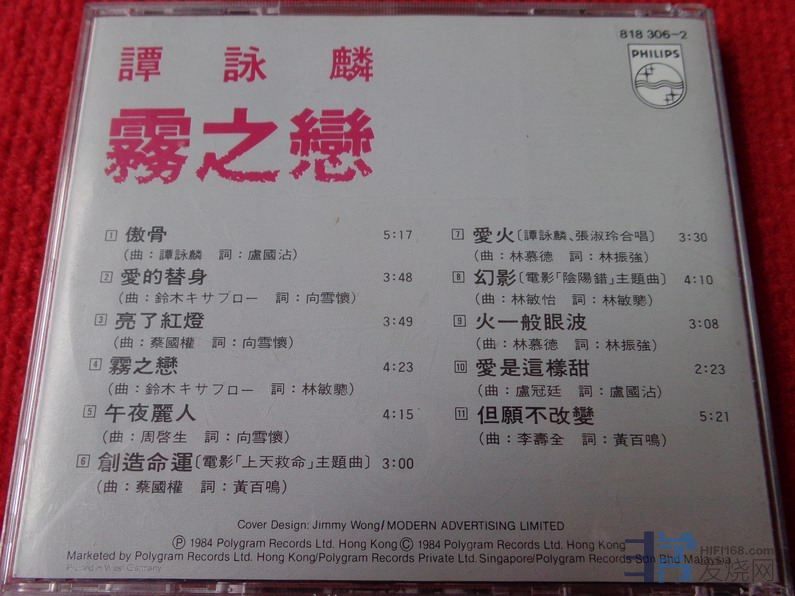 818 306-2
PHILIPS
譚詠麟
霧之戀
1 傲骨 5:17
(曲：譚詠麟 詞：盧國沾)
2 愛的替身 3:48
(曲：鈴木キサブロー 詞：向雪懷)
3 亮了紅燈 3:49
(曲：蔡國權 詞：向雪懷)
4 霧之戀 4:23
(曲：鈴木キサブロー 詞：林敏驄)
5 午夜麗人 4:15
(曲：周啓生 詞：向雪懷)
6 創造命運〔電影「上天救命」主題曲〕 3:00
(曲：蔡國權 詞：黃百鳴)
7 愛火〔譚詠麟、張淑玲合唱〕 3:30
(曲：林慕德 詞：林振強)
8 幻影〔電影「陰陽錯」主題曲〕 4:10
(曲：林敏怡 詞：林敏驄)
9 火一般眼波 3:08
(曲：林慕德 詞：林振強)
10 愛是這樣甜 2:23
(曲：盧冠廷 詞：盧國沾)
11 但願不改變 5:21
(曲：李壽全 詞：黃百鳴)
Cover Design: Jimmy Wong/MODERN ADVERTISING LIMITED
Ⓟ 1984 Polygram Records Ltd. Hong Kong Ⓒ 1984 Polygram Records Ltd. Hong Kong
Marketed by Polygram Records Ltd. Hong Kong/Polygram Records Private Ltd. Singapore/Polygram Records Sdn Bhd Malaysia
Printed in West Germany
HIFI168.com
发烧网